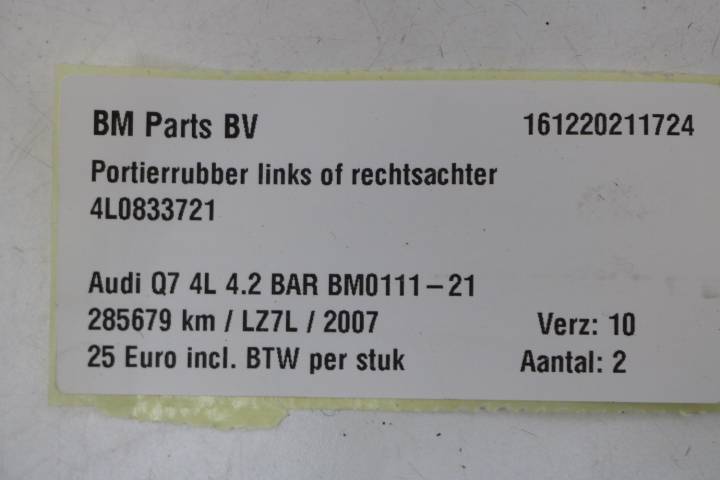 BM Parts BV 161220211724
Portierrubber links of rechtsachter
4L0833721
Audi Q7 4L 4.2 BAR BM0111-21
285679 km / LZ7L / 2007 Verz: 10
25 Euro incl. BTW per stuk Aantal: 2